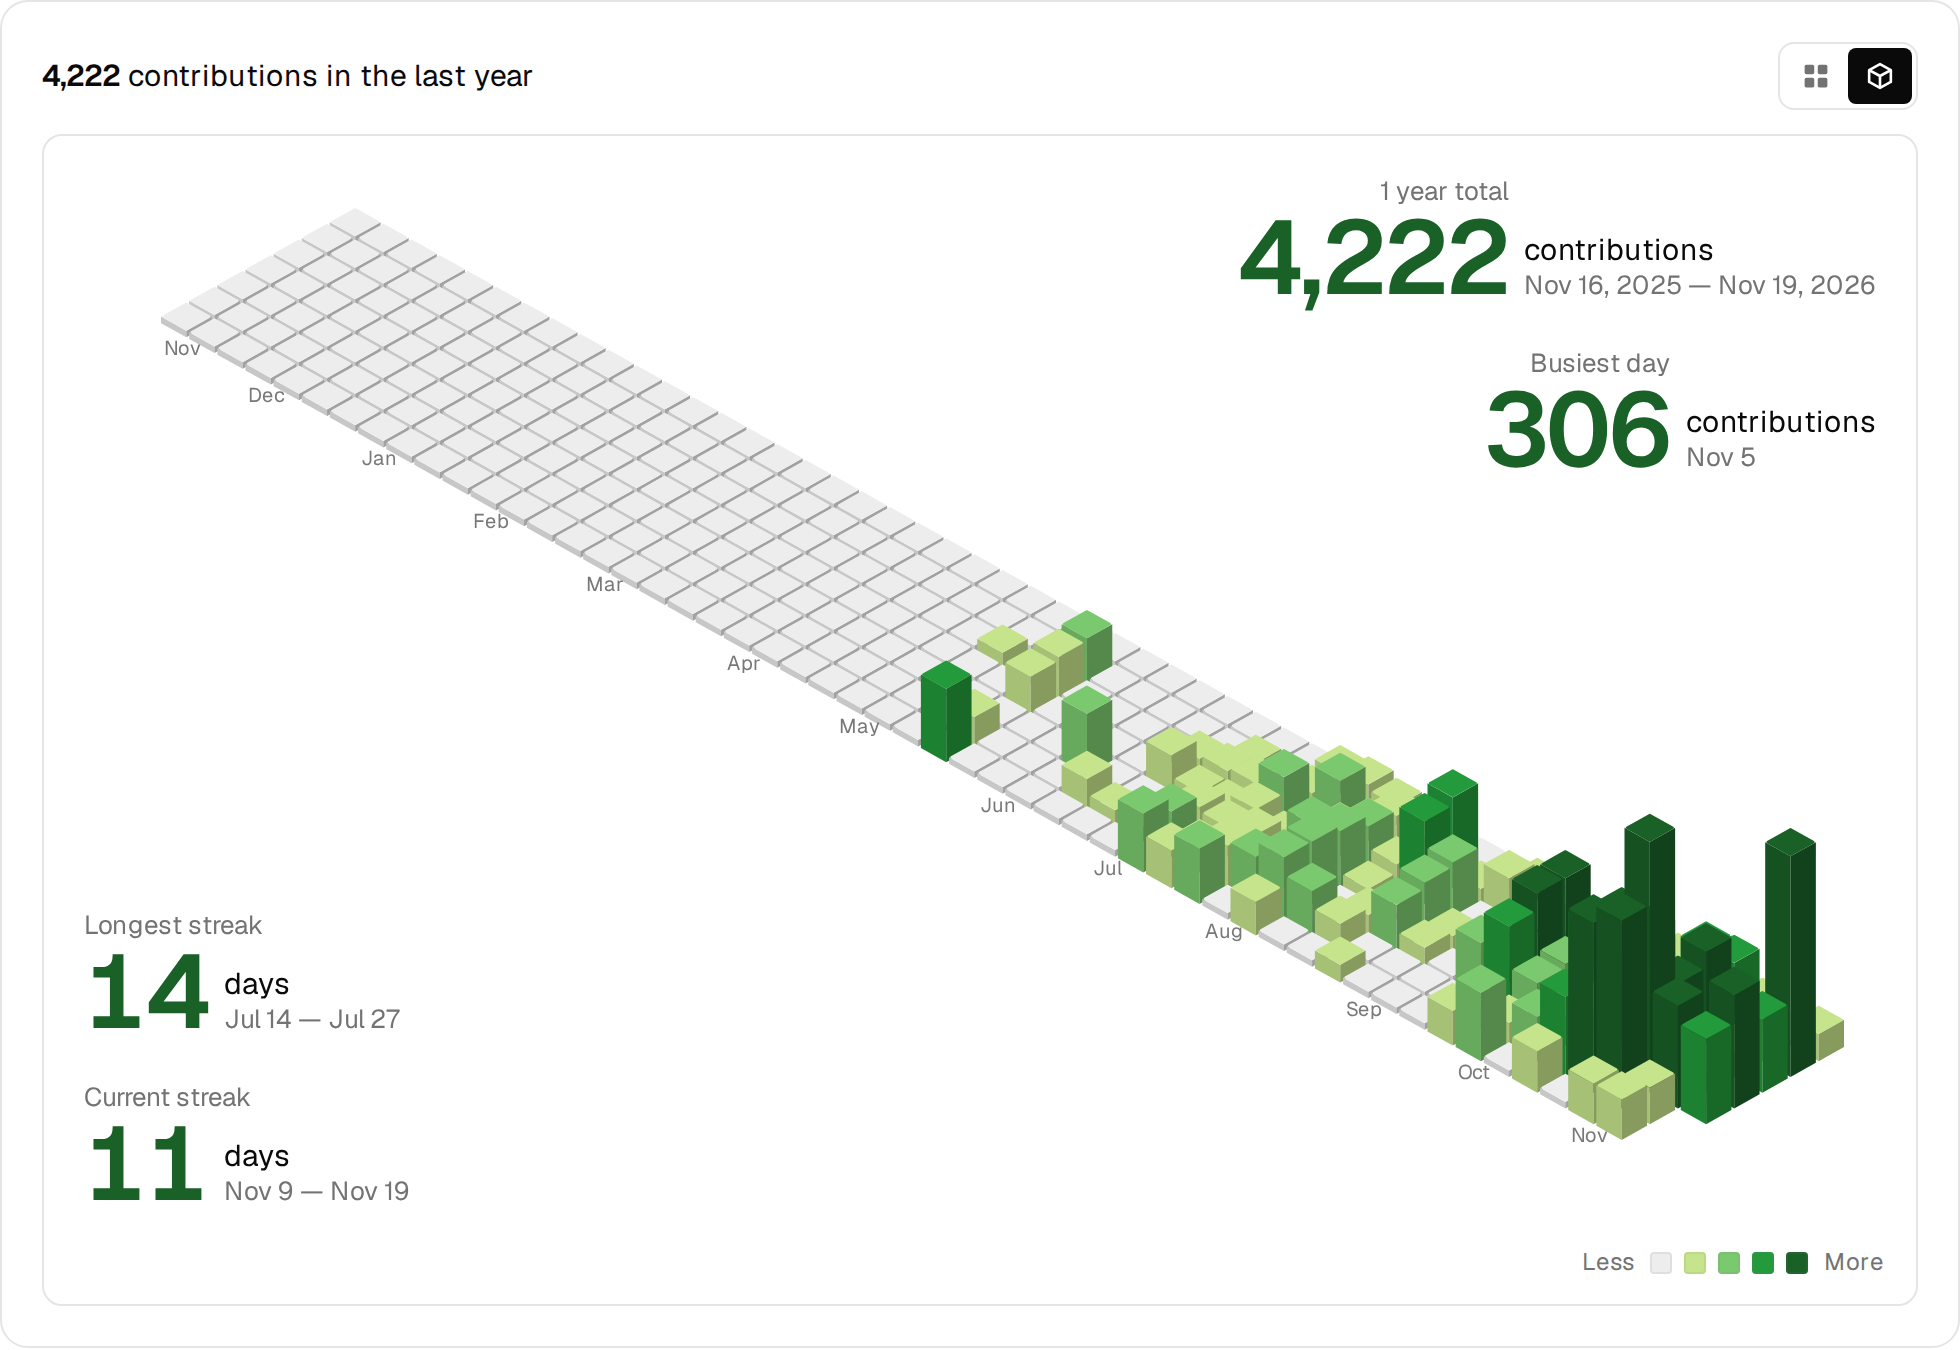 4,222 contributions in the last year
1 year total
4,222 contributions
Nov 16, 2025 — Nov 19, 2026
Busiest day
306 contributions
Nov 5
Nov
Dec
Jan
Feb
Mar
Apr
May
Jun
Jul
Aug
Sep
Oct
Nov
Longest streak
14 days
Jul 14 — Jul 27
Current streak
11 days
Nov 9 — Nov 19
Less More